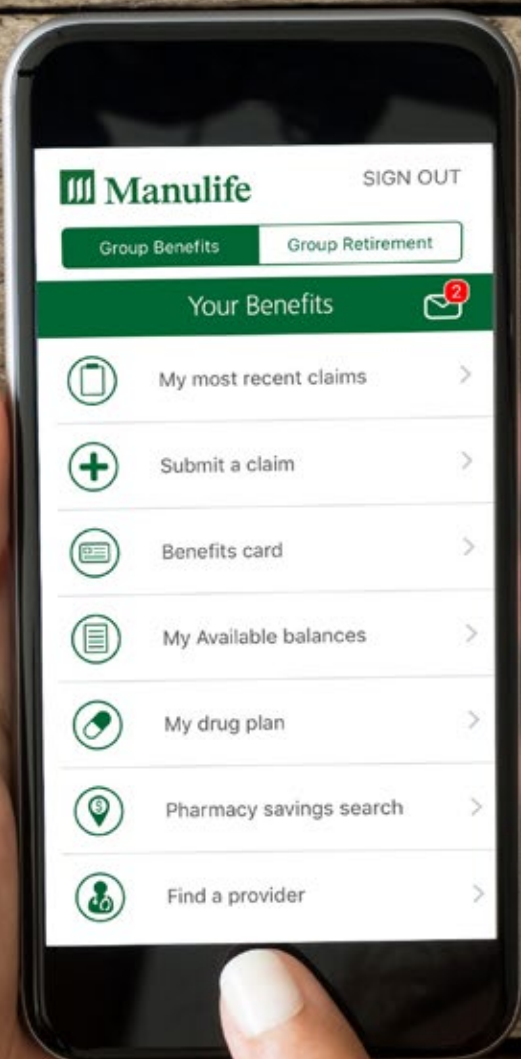 Manulife
SIGN OUT
Group Benefits
Group Retirement
Your Benefits
2
My most recent claims
Submit a claim
Benefits card
My Available balances
My drug plan
$
Pharmacy savings search
Find a provider